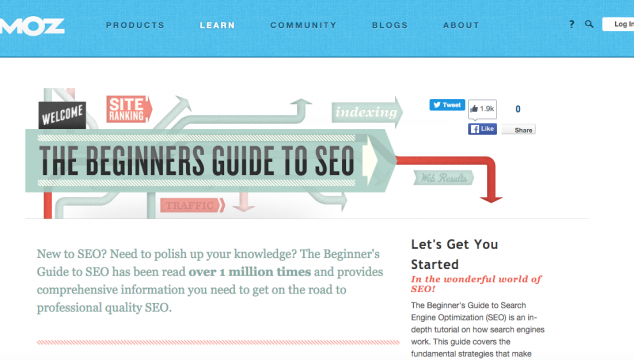 MOZ
PRODUCTS LEARN COMMUNITY BLOGS ABOUT ? Log In
WELCOME
SITE
RANKING
indexing
Tweet
1.9k
0
Like
Share
THE BEGINNERS GUIDE TO SEO
Web Results
TRAFFIC
New to SEO? Need to polish up your knowledge? The Beginner's
Guide to SEO has been read over 1 million times and provides
comprehensive information you need to get on the road to
professional quality SEO.
Let's Get You
Started
In the wonderful world of
SEO!
The Beginner's Guide to Search
Engine Optimization (SEO) is an in-
depth tutorial on how search engines
work. This guide covers the
fundamental strategies that make